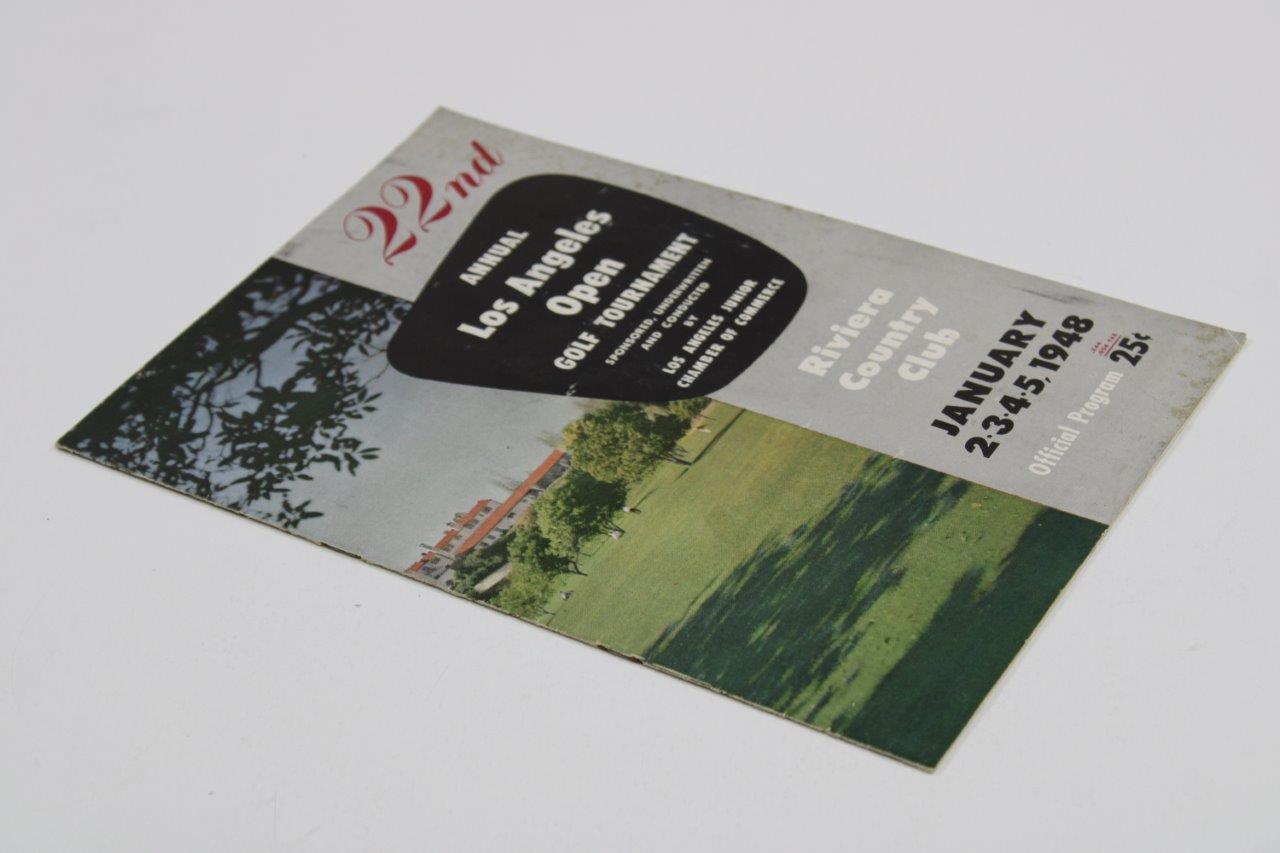 22nd
ANNUAL
Los Angeles
Open
GOLF TOURNAMENT
SPONSORED, UNDERWRITTEN
AND CONDUCTED
BY
LOS ANGELES JUNIOR
CHAMBER OF COMMERCE
Riviera
Country
Club
JANUARY
2·3·4·5, 1948
Official Program 25¢